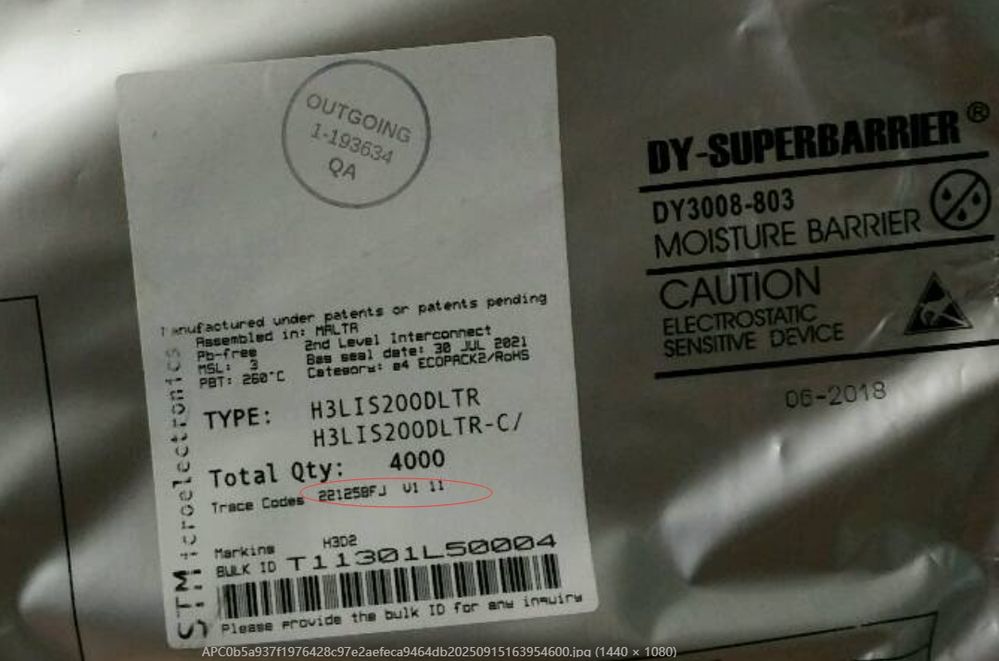 OUTGOING
1-193634
QA
Manufactured under patents or patents pending
Assembled in: MALTA
Pb-free 2nd Level Interconnect
MSL: 3 Bag seal date: 30 JUL 2021
PBT: 260°C Category: e4 ECOPACK2/RoHS
TYPE: H3LIS200DLTR
H3LIS200DLTR-C/
Total Qty: 4000
Trace Codes 22125BFJ V1 11
Marking H3D2
BULK ID T11301L50004
Please provide the bulk ID for any inquiry
STMicroelectronics
DY-SUPERBARRIER®
DY3008-803
MOISTURE BARRIER
CAUTION
ELECTROSTATIC
SENSITIVE DEVICE
06-2018
APC0b5a937f1976428c97e2aefeca9464db20250915163954600.jpg (1440 × 1080)